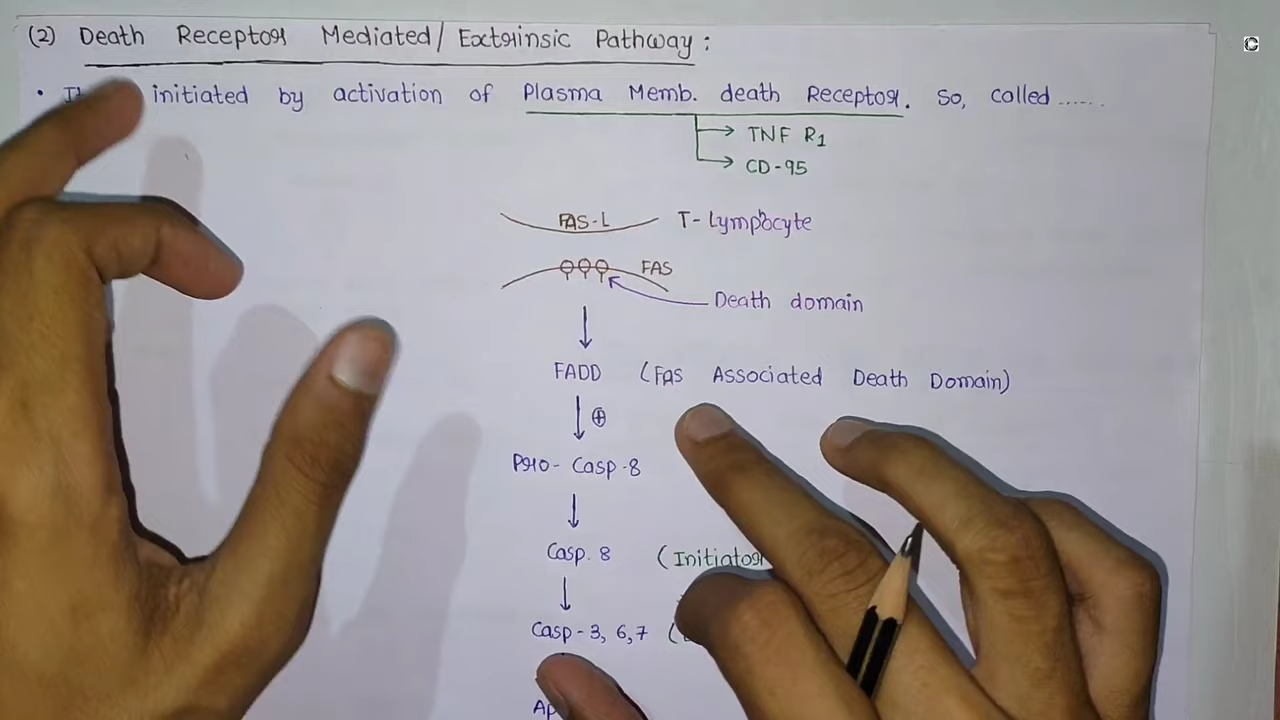 (2) Death Receptor Mediated/ Extrinsic Pathway :
• initiated by activation of Plasma Memb. death Receptor. So, called ......
TNF R1
CD-95
FAS-L T-Lymphocyte
FAS
Death domain
FADD (Fas Associated Death Domain)
⊕
Pro- Casp-8
Casp. 8 (Initiator
Casp - 3, 6, 7 (